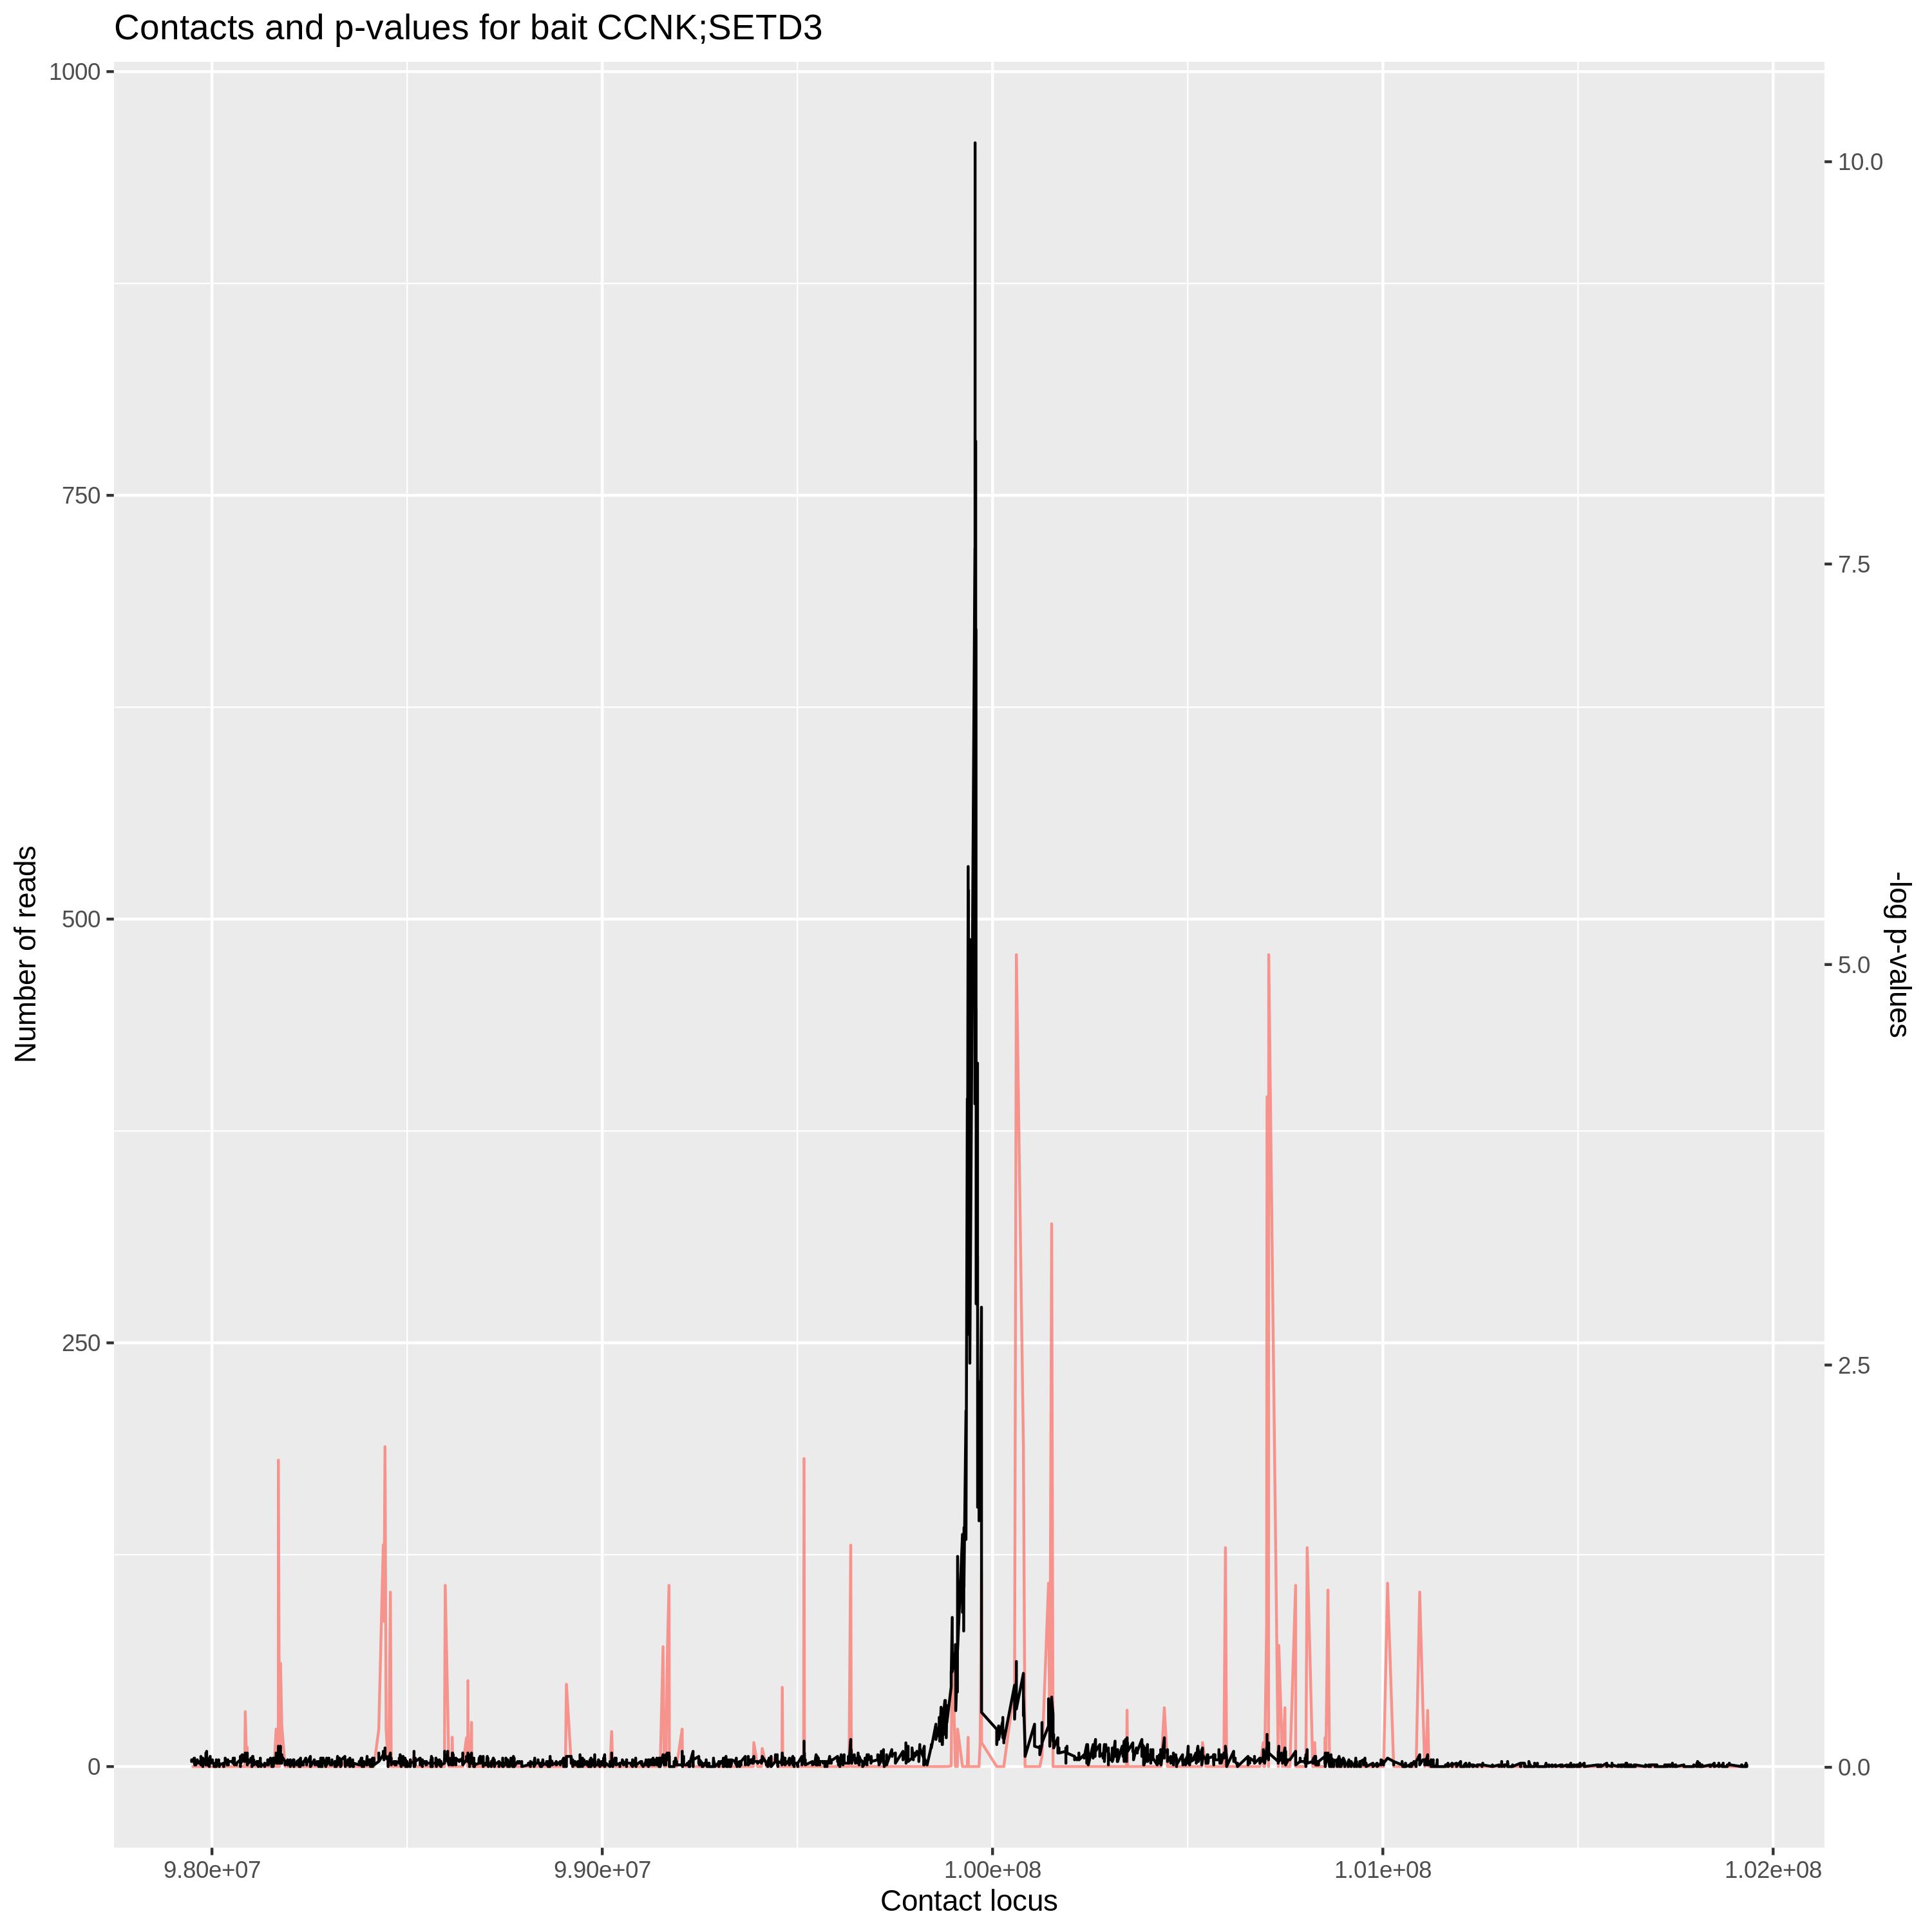 Contacts and p-values for bait CCNK;SETD3
1000
750
500
250
0
Number of reads
10.0
7.5
5.0
2.5
0.0
-log p-values
9.80e+07
9.90e+07
1.00e+08
1.01e+08
1.02e+08
Contact locus